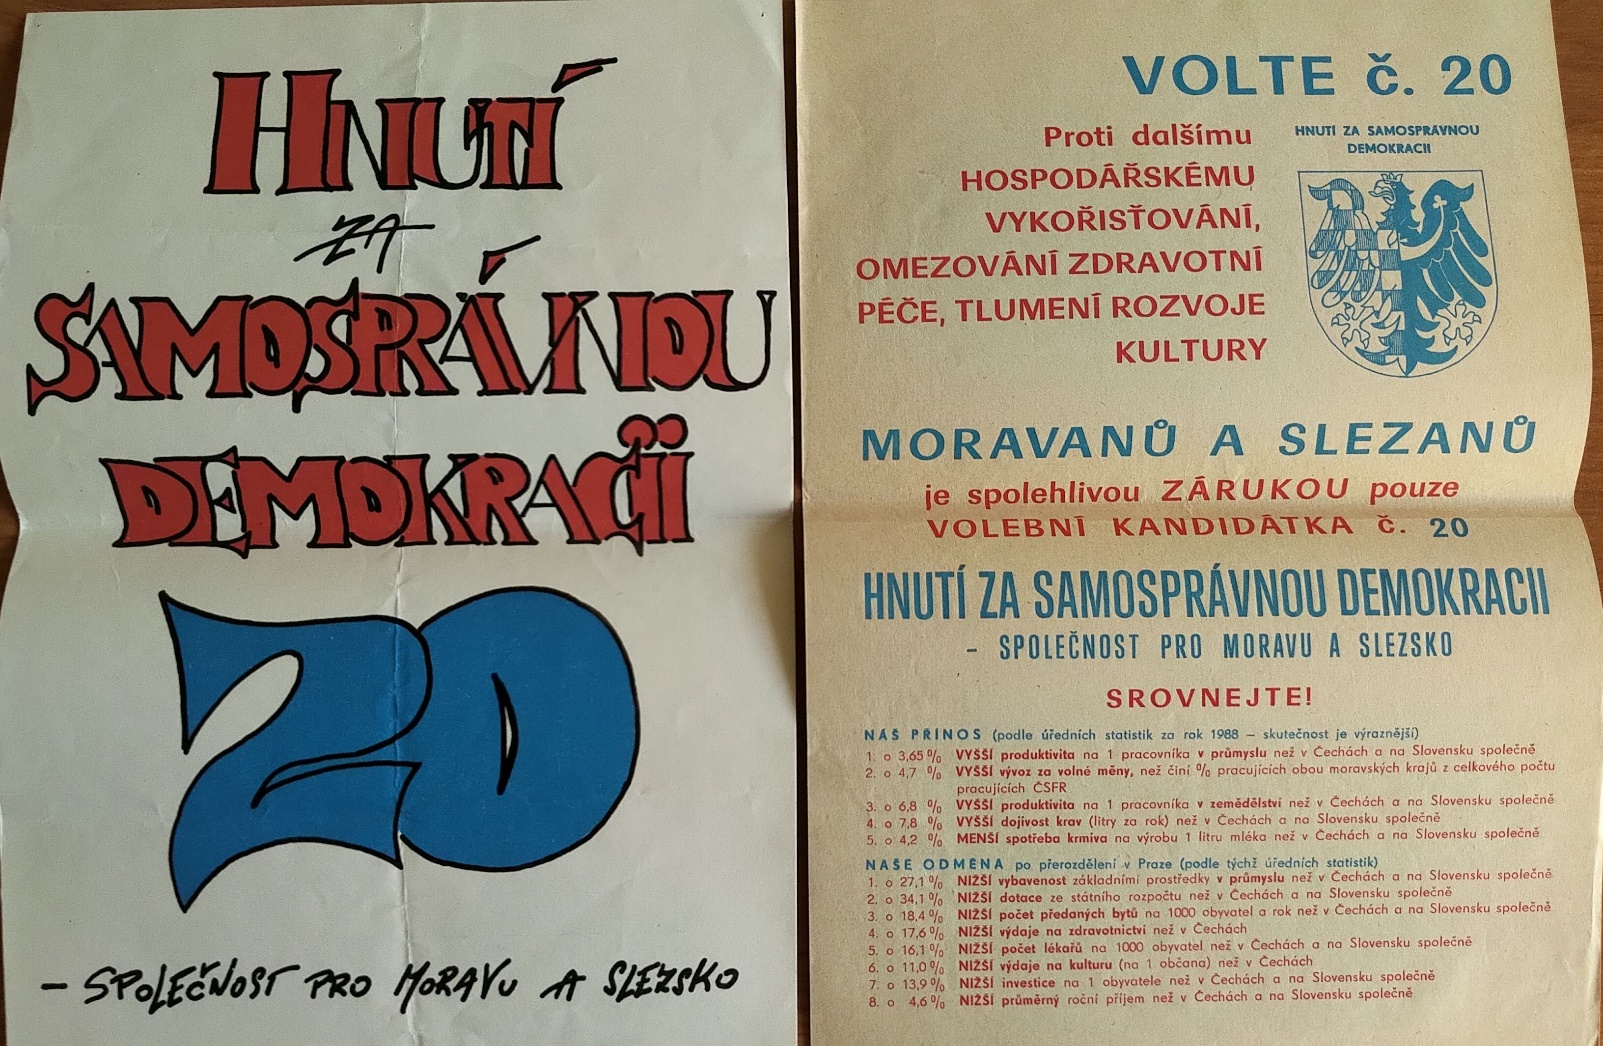 HNUTÍ
ZA
SAMOSPRÁVNOU
DEMOKRACII
20
- SPOLEČNOST PRO MORAVU A SLEZSKO
VOLTE č. 20
Proti dalšímu
HOSPODÁŘSKÉMU
VYKOŘISŤOVÁNÍ,
OMEZOVÁNÍ ZDRAVOTNÍ
PÉČE, TLUMENÍ ROZVOJE
KULTURY
HNUTÍ ZA SAMOSPRÁVNOU
DEMOKRACII
MORAVANŮ A SLEZANŮ
je spolehlivou ZÁRUKOU pouze
VOLEBNÍ KANDIDÁTKA č. 20
HNUTÍ ZA SAMOSPRÁVNOU DEMOKRACII
- SPOLEČNOST PRO MORAVU A SLEZSKO
SROVNEJTE!
NÁŠ PŘÍNOS (podle úředních statistik za rok 1988 – skutečnost je výraznější)
1. o 3,65 % VYŠŠÍ produktivita na 1 pracovníka v průmyslu než v Čechách a na Slovensku společně
2. o 4,7 % VYŠŠÍ vývoz za volné měny, než činí % pracujících obou moravských krajů z celkového počtu
pracujících ČSFR
3. o 6,8 % VYŠŠÍ produktivita na 1 pracovníka v zemědělství než v Čechách a na Slovensku společně
4. o 7,8 % VYŠŠÍ dojivost krav (litry za rok) než v Čechách a na Slovensku společně
5. o 4,2 % MENŠÍ spotřeba krmiva na výrobu 1 litru mléka než v Čechách a na Slovensku společně
NAŠE ODMĚNA po přerozdělení v Praze (podle týchž úředních statistik)
1. o 27,1 % NIŽŠÍ vybavenost základními prostředky v průmyslu než v Čechách a na Slovensku společně
2. o 34,1 % NIŽŠÍ dotace ze státního rozpočtu než v Čechách a na Slovensku společně
3. o 18,4 % NIŽŠÍ počet předaných bytů na 1000 obyvatel a rok než v Čechách a na Slovensku společně
4. o 17,6 % NIŽŠÍ výdaje na zdravotnictví než v Čechách
5. o 16,1 % NIŽŠÍ počet lékařů na 1000 obyvatel než v Čechách a na Slovensku společně
6. o 11,0 % NIŽŠÍ výdaje na kulturu (na 1 občana) než v Čechách
7. o 13,9 % NIŽŠÍ investice na 1 obyvatele než v Čechách a na Slovensku společně
8. o 4,6 % NIŽŠÍ průměrný roční příjem než v Čechách a na Slovensku společně